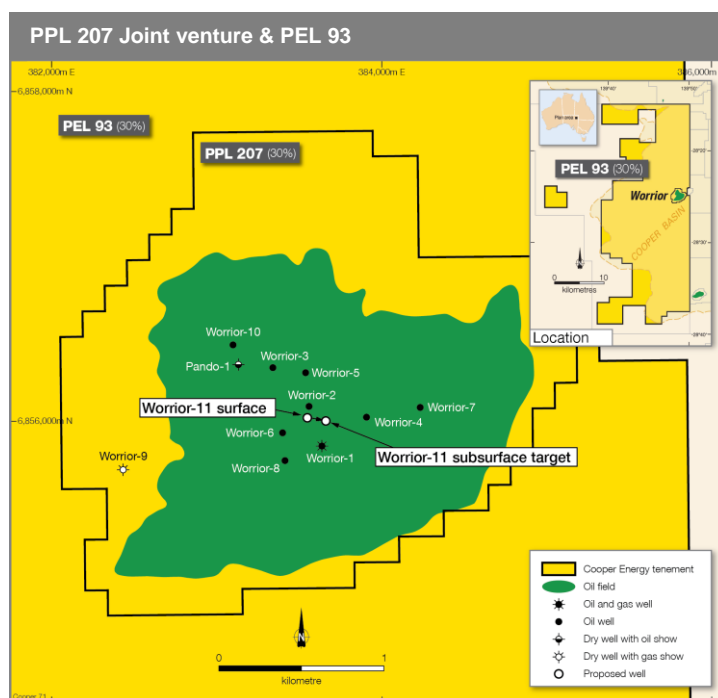 PPL 207 Joint venture & PEL 93
382,000m E
384,000m E
386,000m E
6,858,000m N
PEL 93 (30%)
PPL 207 (30%)
Plan area
139°40'
PEL 93 (30%)
Worrior
COOPER BASIN
0 10
kilometres
Location
Worrior-10
Worrior-3
Pando-1
Worrior-5
Worrior-2
Worrior-7
Worrior-11 surface
6,856,000m N
Worrior-4
Worrior-6
Worrior-9
Worrior-1
Worrior-11 subsurface target
Worrior-8
Cooper Energy tenement
Oil field
Oil and gas well
Oil well
Dry well with oil show
Dry well with gas show
Proposed well
N
0 1
kilometre